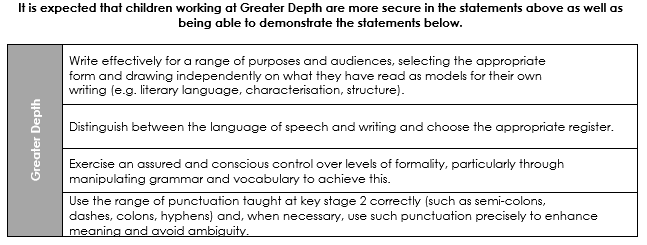 It is expected that children working at Greater Depth are more secure in the statements above as well as
being able to demonstrate the statements below.
Greater Depth
Write effectively for a range of purposes and audiences, selecting the appropriate
form and drawing independently on what they have read as models for their own
writing (e.g. literary language, characterisation, structure).
Distinguish between the language of speech and writing and choose the appropriate register.
Exercise an assured and conscious control over levels of formality, particularly through
manipulating grammar and vocabulary to achieve this.
Use the range of punctuation taught at key stage 2 correctly (such as semi-colons,
dashes, colons, hyphens) and, when necessary, use such punctuation precisely to enhance
meaning and avoid ambiguity.